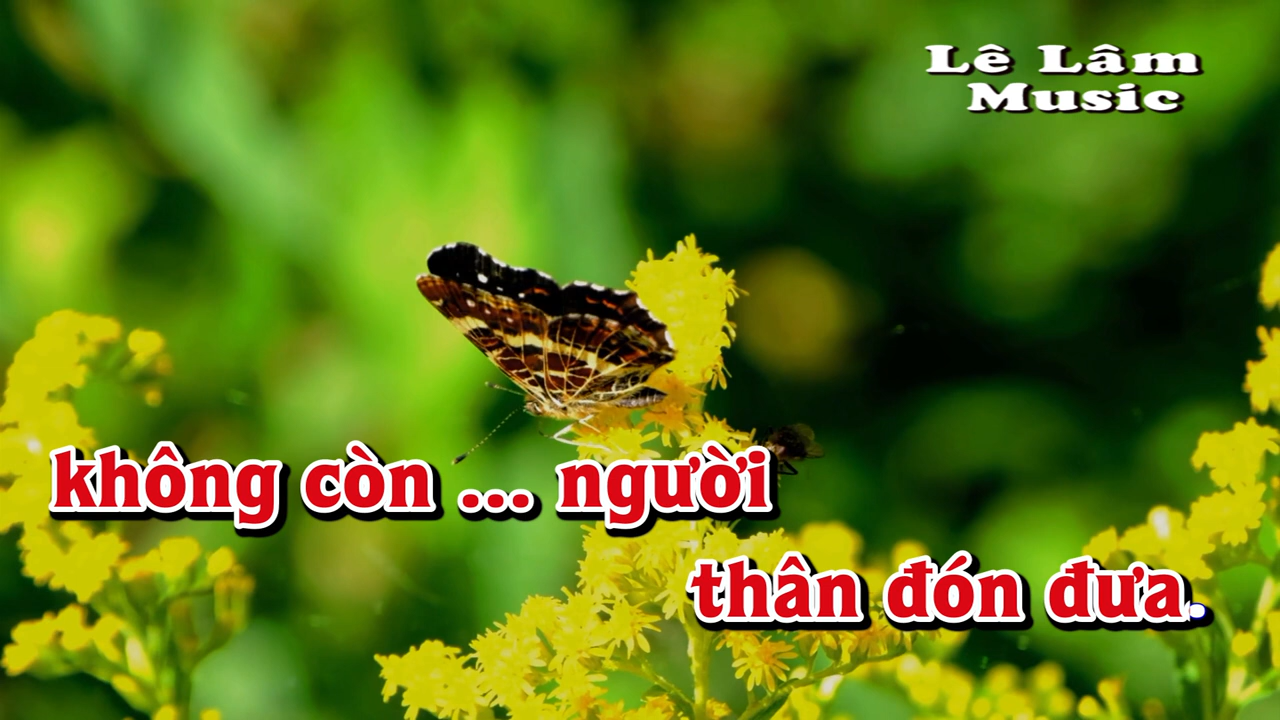 Lê Lâm
Music
không còn ... người
thân đón đưa.